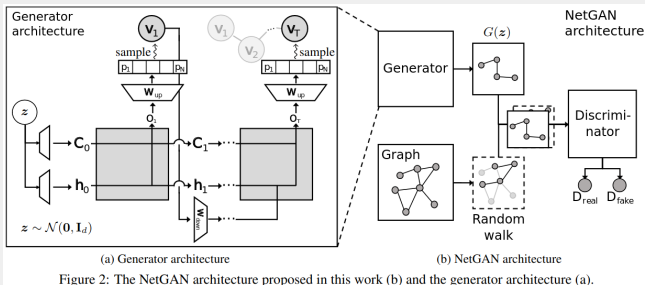 Generator
architecture
V1
V1
V2
VT
sample
sample
p1 pN
p1 pN
Wup
Wup
o1
oT
z
C0
C1
h0
h1
Wdown
z ∼ N(0, Id)
(a) Generator architecture
NetGAN
architecture
G(z)
Generator
Discrimi-
nator
Graph
Random
walk
Dreal
Dfake
(b) NetGAN architecture
Figure 2: The NetGAN architecture proposed in this work (b) and the generator architecture (a).